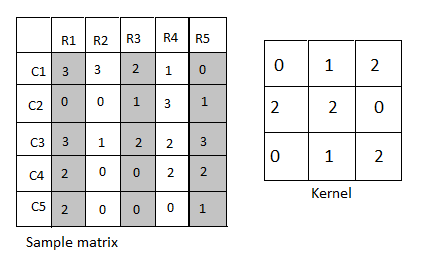 R1 R2 R3 R4 R5
C1 3 3 2 1 0
C2 0 0 1 3 1
C3 3 1 2 2 3
C4 2 0 0 2 2
C5 2 0 0 0 1
Sample matrix
0 1 2
2 2 0
0 1 2
Kernel